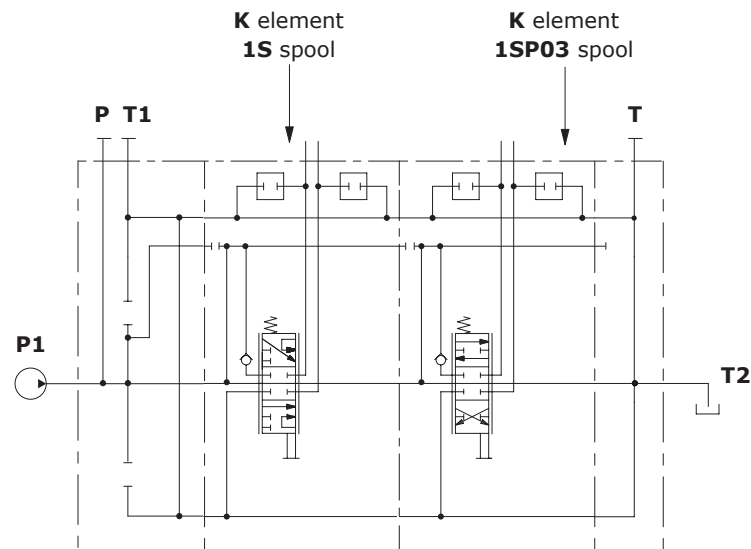 K element
1S spool
K element
1SP03 spool
P T1
T
P1
T2